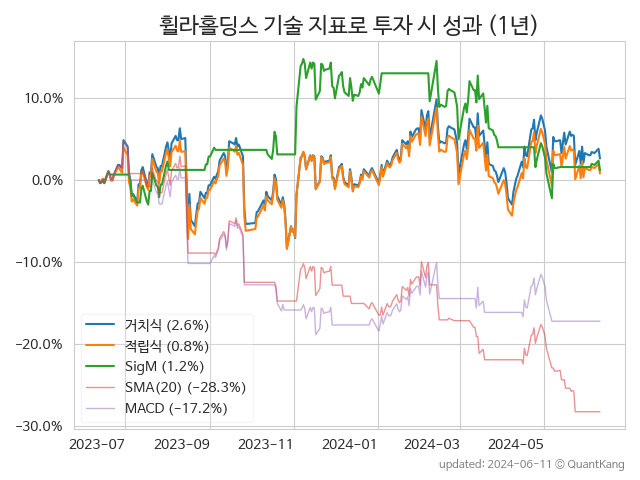 휠라홀딩스 기술 지표로 투자 시 성과 (1년)
10.0%
0.0%
−10.0%
−20.0%
−30.0%
거치식 (2.6%)
적립식 (0.8%)
SigM (1.2%)
SMA(20) (−28.3%)
MACD (−17.2%)
2023−07
2023−09
2023−11
2024−01
2024−03
2024−05
updated: 2024−06−11 © QuantKang